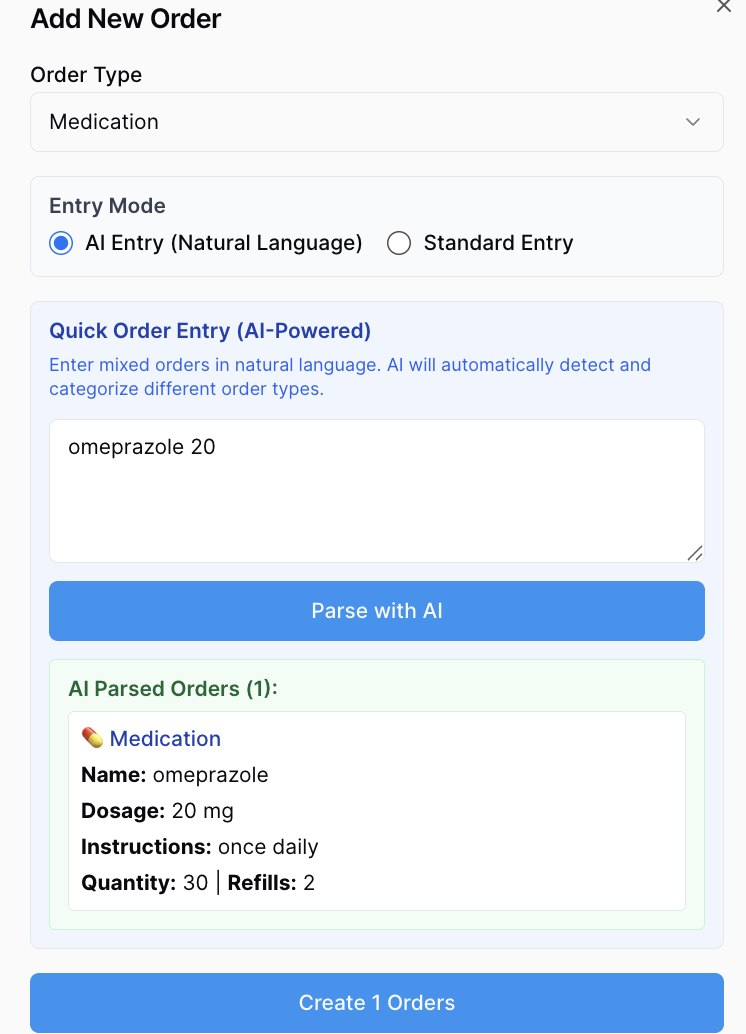 Add New Order
Order Type
Medication
Entry Mode
AI Entry (Natural Language) Standard Entry
Quick Order Entry (AI-Powered)
Enter mixed orders in natural language. AI will automatically detect and
categorize different order types.
omeprazole 20
Parse with AI
AI Parsed Orders (1):
Medication
Name: omeprazole
Dosage: 20 mg
Instructions: once daily
Quantity: 30 | Refills: 2
Create 1 Orders